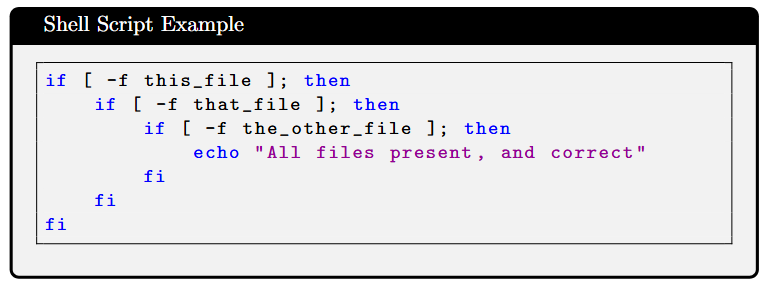 Shell Script Example
if [ -f this_file ]; then
    if [ -f that_file ]; then
        if [ -f the_other_file ]; then
            echo "All files present, and correct"
        fi
    fi
fi